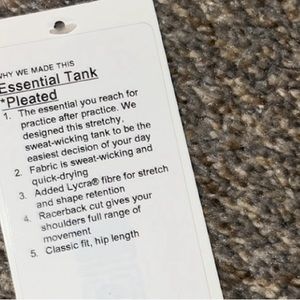 WHY WE MADE THIS
Essential Tank
*Pleated
1. The essential you reach for
practice after practice. We
designed this stretchy,
sweat-wicking tank to be the
easiest decision of your day
2. Fabric is sweat-wicking and
quick-drying
3. Added Lycra® fibre for stretch
and shape retention
4. Racerback cut gives your
shoulders full range of
movement
5. Classic fit, hip length